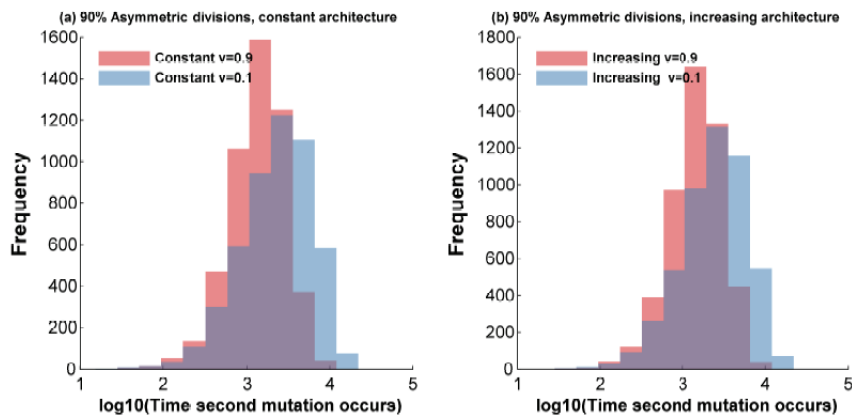 (a) 90% Asymmetric divisions, constant architecture
1600
1400
1200
1000
800
600
400
200
0
Frequency
Constant v=0.9
Constant v=0.1
1 2 3 4 5
log10(Time second mutation occurs)
(b) 90% Asymmetric divisions, increasing architecture
1800
1600
1400
1200
1000
800
600
400
200
0
Frequency
Increasing v=0.9
Increasing v=0.1
1 2 3 4 5
log10(Time second mutation occurs)